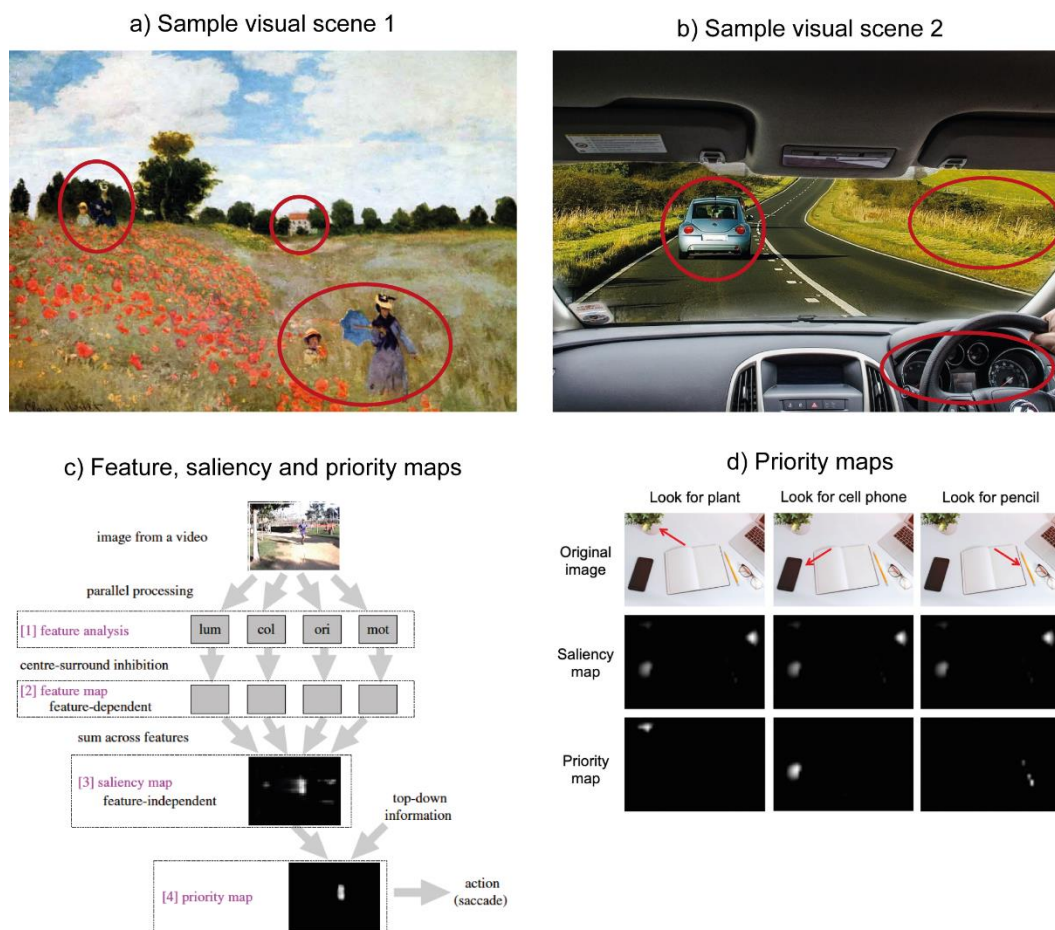 a) Sample visual scene 1
b) Sample visual scene 2
c) Feature, saliency and priority maps
image from a video
parallel processing
[1] feature analysis
lum
col
ori
mot
centre-surround inhibition
[2] feature map
feature-dependent
sum across features
[3] saliency map
feature-independent
top-down
information
[4] priority map
action
(saccade)
d) Priority maps
Look for plant
Look for cell phone
Look for pencil
Original
image
Saliency
map
Priority
map